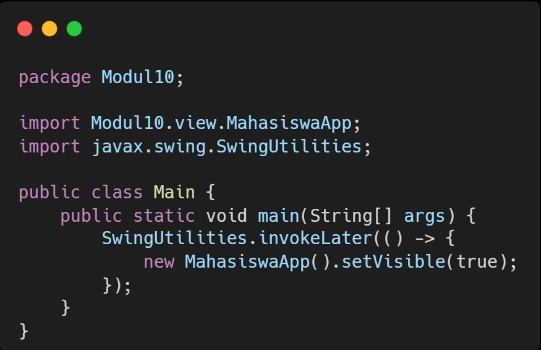 package Modul10;

import Modul10.view.MahasiswaApp;
import javax.swing.SwingUtilities;

public class Main {
    public static void main(String[] args) {
        SwingUtilities.invokeLater(() -> {
            new MahasiswaApp().setVisible(true);
        });
    }
}